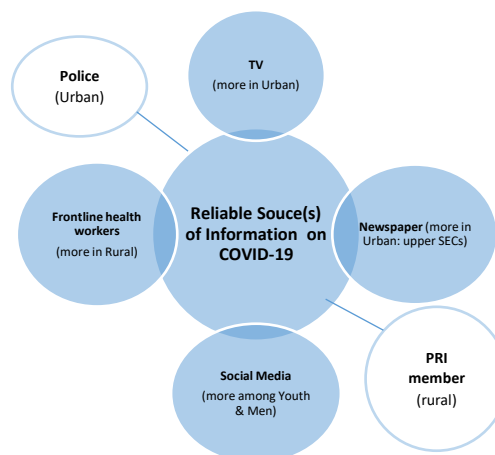 TV
(more in Urban)
Police
(Urban)
Reliable Souce(s)
of Information on
COVID-19
Frontline health
workers
(more in Rural)
Newspaper (more in
Urban: upper SECs)
Social Media
(more among Youth
& Men)
PRI
member
(rural)